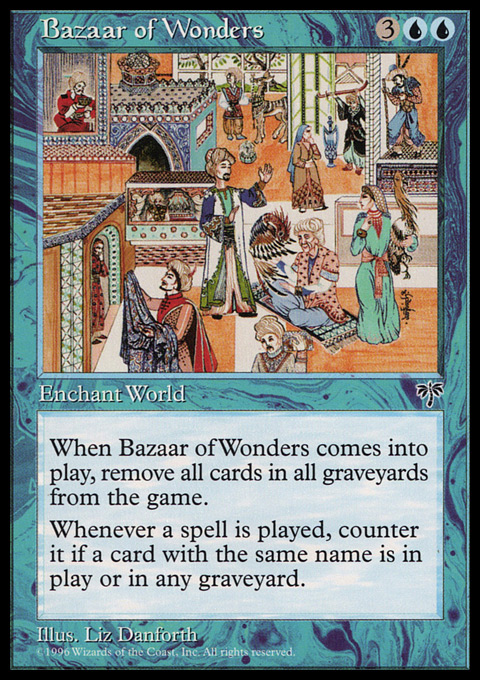 Bazaar of Wonders 3
Enchant World
When Bazaar of Wonders comes into
play, remove all cards in all graveyards
from the game.
Whenever a spell is played, counter
it if a card with the same name is in
play or in any graveyard.
Illus. Liz Danforth
©1996 Wizards of the Coast, Inc. All rights reserved.